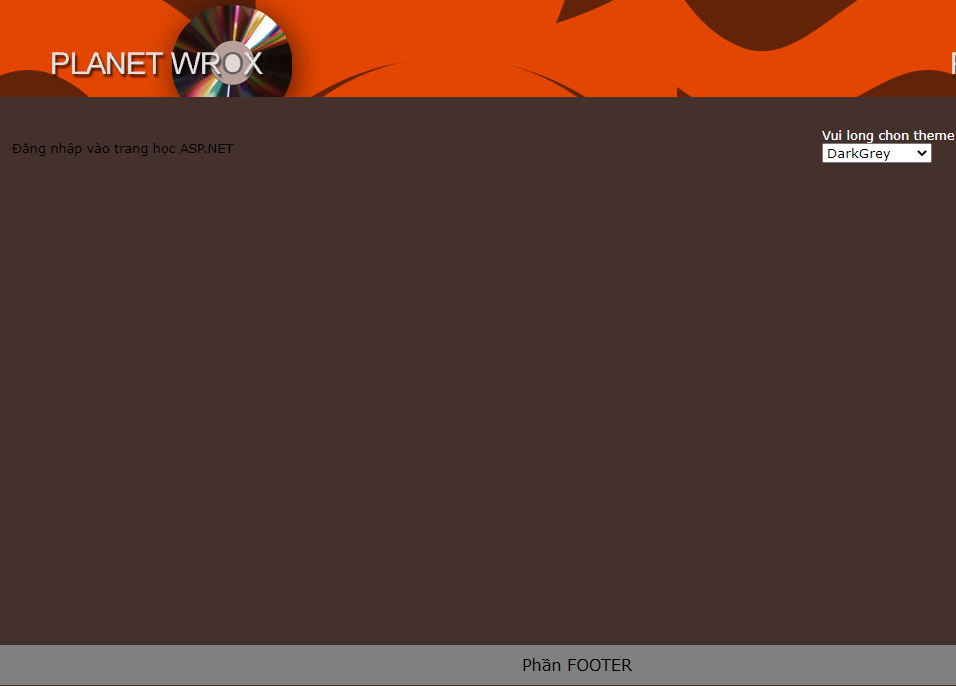 PLANET WROX
Vui long chon theme
Đăng nhập vào trang học ASP.NET
DarkGrey
Phần FOOTER